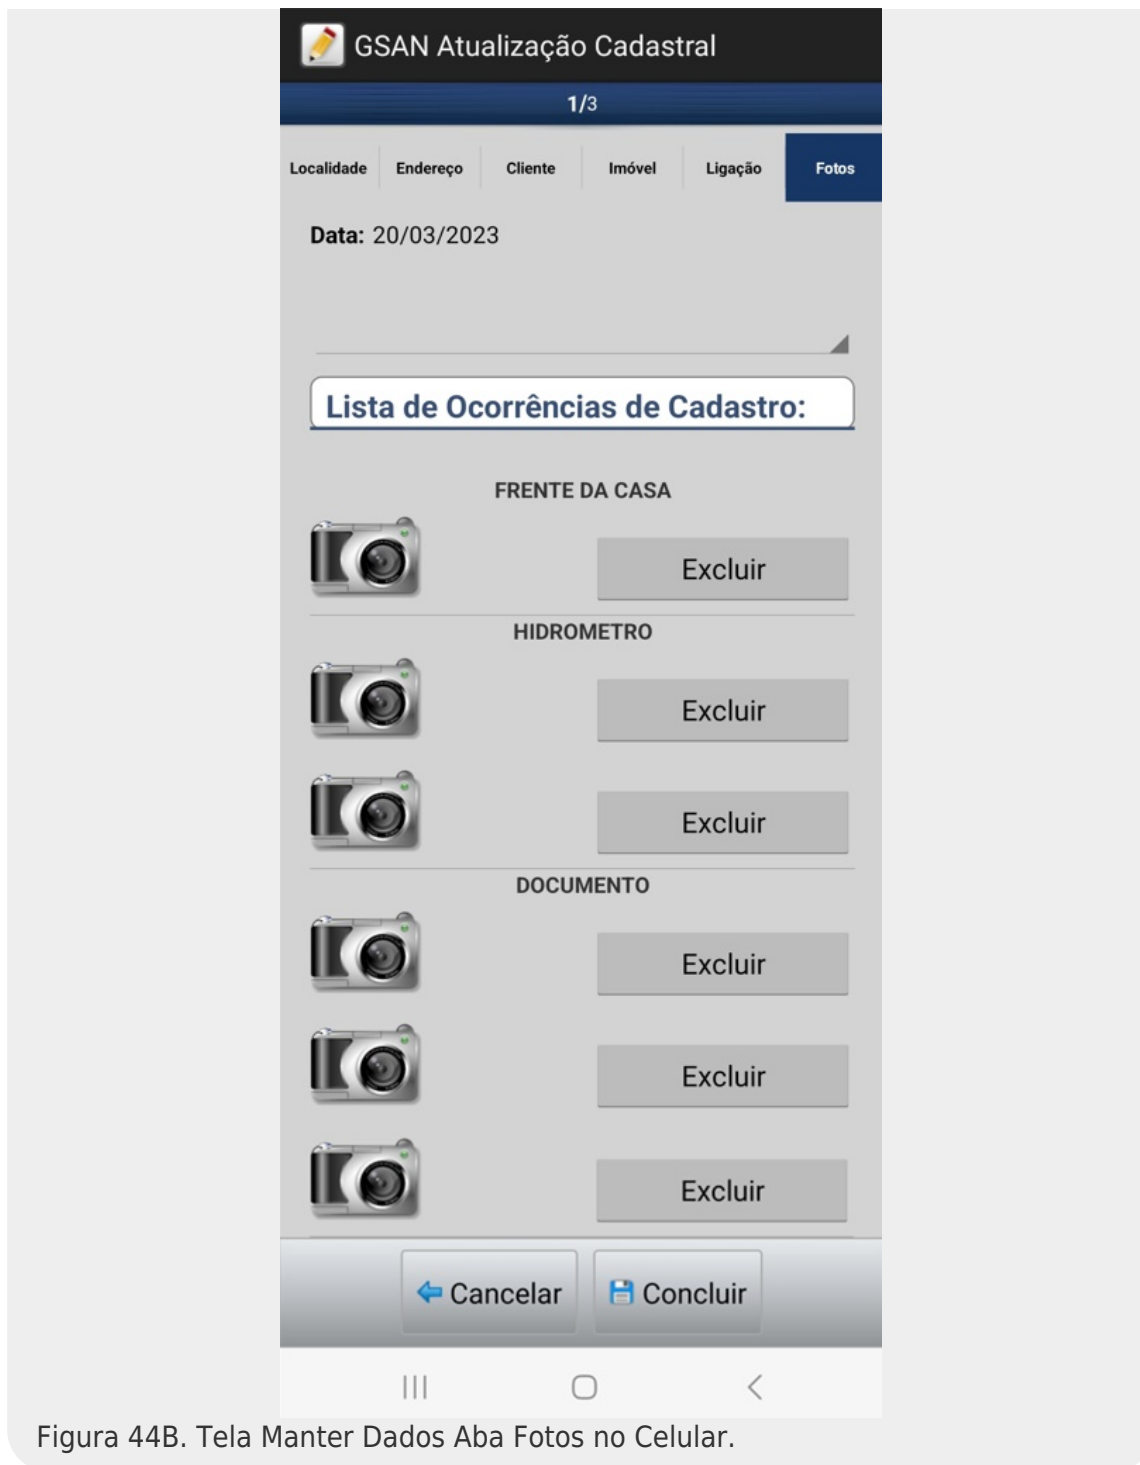 GSAN Atualização Cadastral
1/3
Localidade Endereço Cliente Imóvel Ligação Fotos
Data: 20/03/2023
Lista de Ocorrências de Cadastro:
FRENTE DA CASA
Excluir
HIDROMETRO
Excluir
Excluir
DOCUMENTO
Excluir
Excluir
Excluir
Cancelar Concluir
Figura 44B. Tela Manter Dados Aba Fotos no Celular.